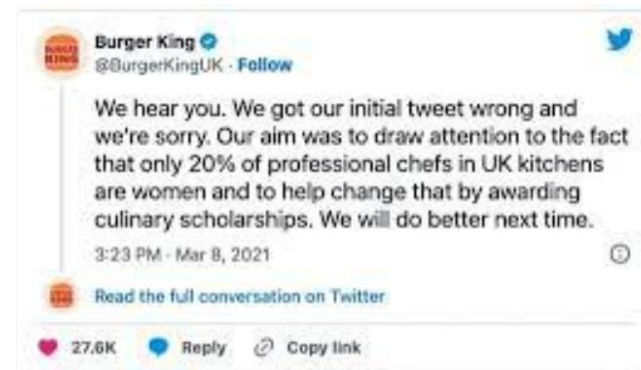 Burger King
@BurgerKingUK · Follow
We hear you. We got our initial tweet wrong and
we're sorry. Our aim was to draw attention to the fact
that only 20% of professional chefs in UK kitchens
are women and to help change that by awarding
culinary scholarships. We will do better next time.
3:23 PM · Mar 8, 2021
Read the full conversation on Twitter
27.6K Reply Copy link